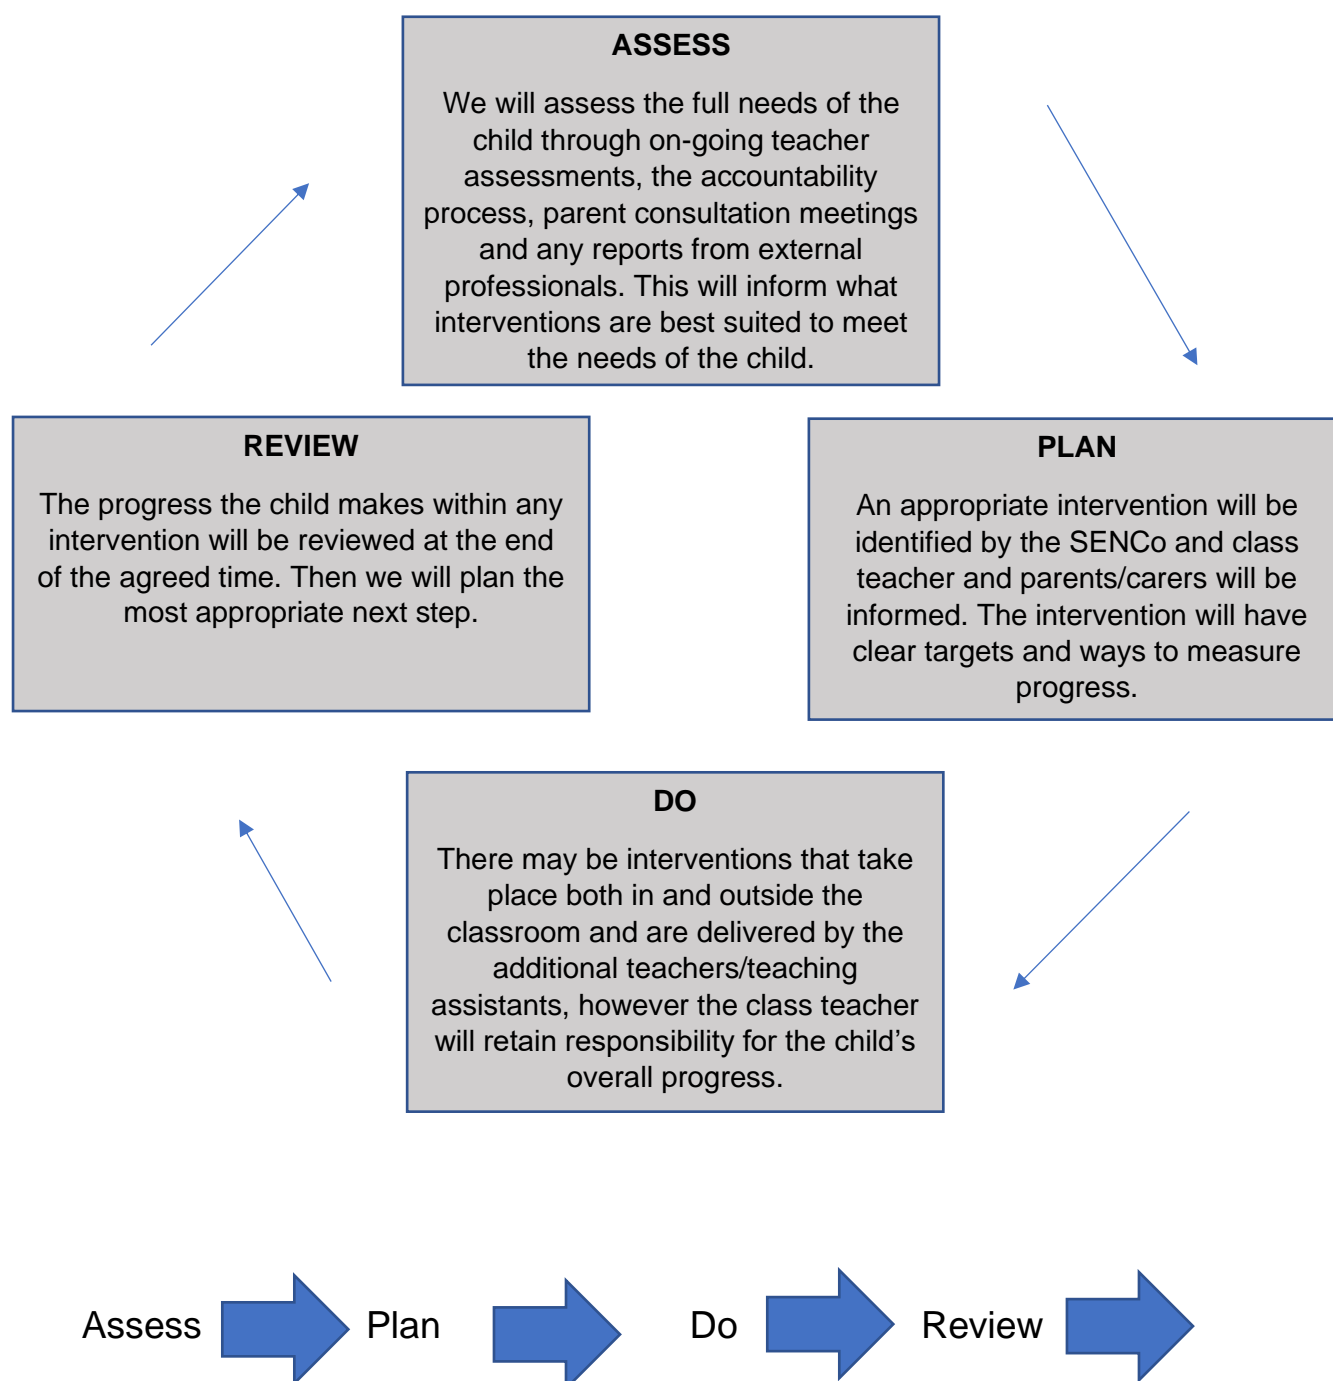 ASSESS
We will assess the full needs of the
child through on-going teacher
assessments, the accountability
process, parent consultation meetings
and any reports from external
professionals. This will inform what
interventions are best suited to meet
the needs of the child.
REVIEW
The progress the child makes within any
intervention will be reviewed at the end
of the agreed time. Then we will plan the
most appropriate next step.
PLAN
An appropriate intervention will be
identified by the SENCo and class
teacher and parents/carers will be
informed. The intervention will have
clear targets and ways to measure
progress.
DO
There may be interventions that take
place both in and outside the
classroom and are delivered by the
additional teachers/teaching
assistants, however the class teacher
will retain responsibility for the child’s
overall progress.
Assess Plan Do Review